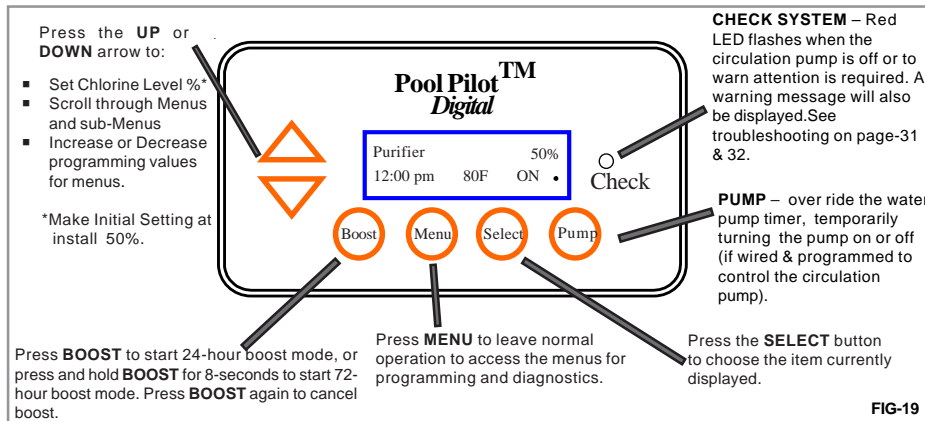 Press the UP or
DOWN arrow to:
■ Set Chlorine Level %*
■ Scroll through Menus
and sub-Menus
■ Increase or Decrease
programming values
for menus.
*Make Initial Setting at
install 50%.
Pool Pilot™
Digital
Purifier 50%
12:00 pm 80F ON •
Check
Boost Menu Select Pump
CHECK SYSTEM – Red
LED flashes when the
circulation pump is off or to
warn attention is required. A
warning message will also
be displayed.See
troubleshooting on page-31
& 32.
PUMP – over ride the water
pump timer, temporarily
turning the pump on or off
(if wired & programmed to
control the circulation
pump).
Press BOOST to start 24-hour boost mode, or
press and hold BOOST for 8-seconds to start 72-
hour boost mode. Press BOOST again to cancel
boost.
Press MENU to leave normal
operation to access the menus for
programming and diagnostics.
Press the SELECT button
to choose the item currently
displayed.
FIG-19